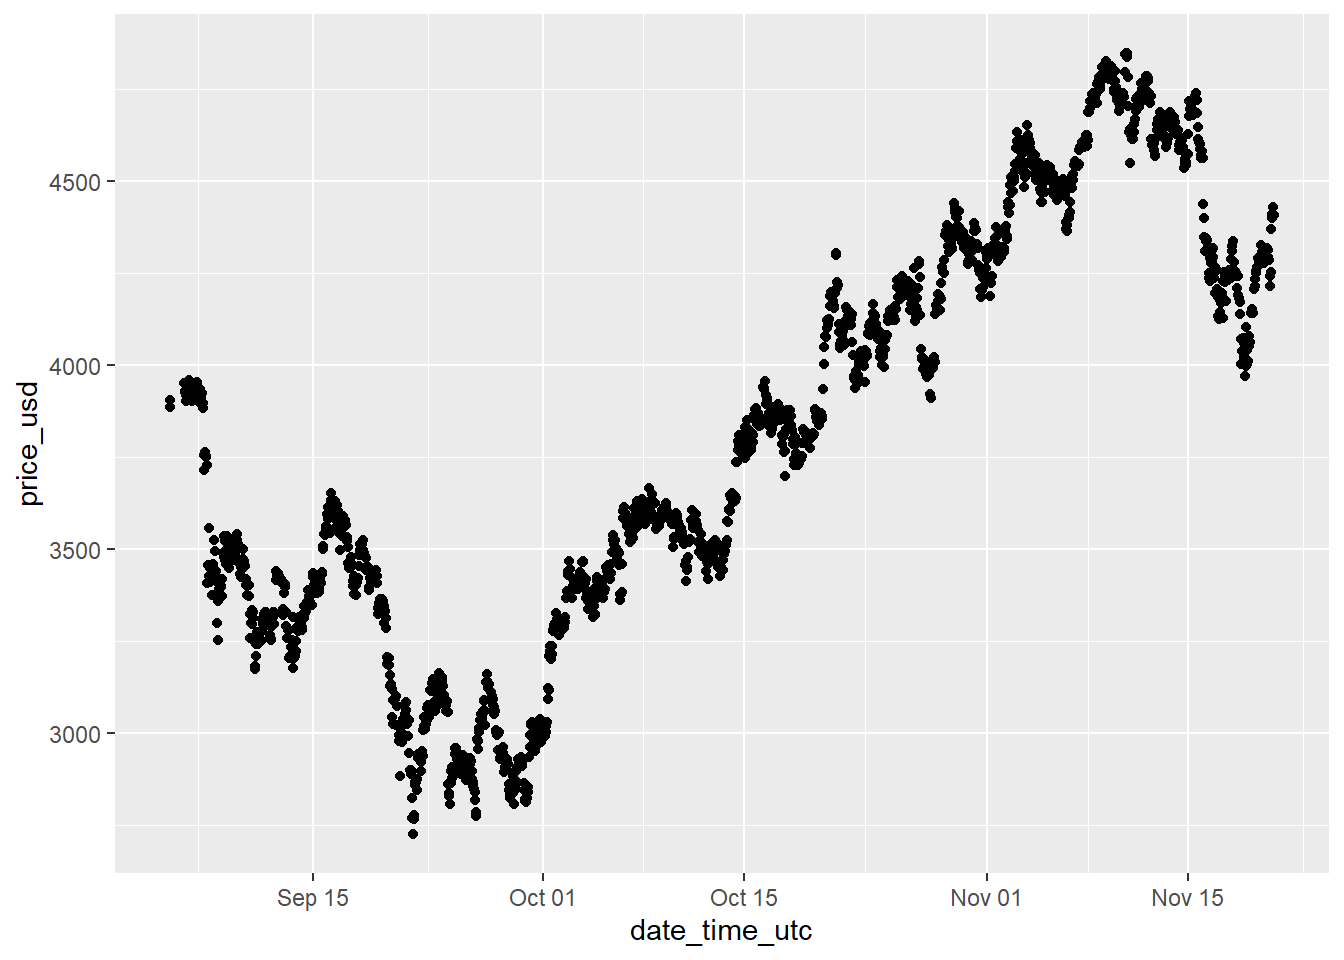 price_usd
4500
4000
3500
3000
Sep 15
Oct 01
Oct 15
Nov 01
Nov 15
date_time_utc